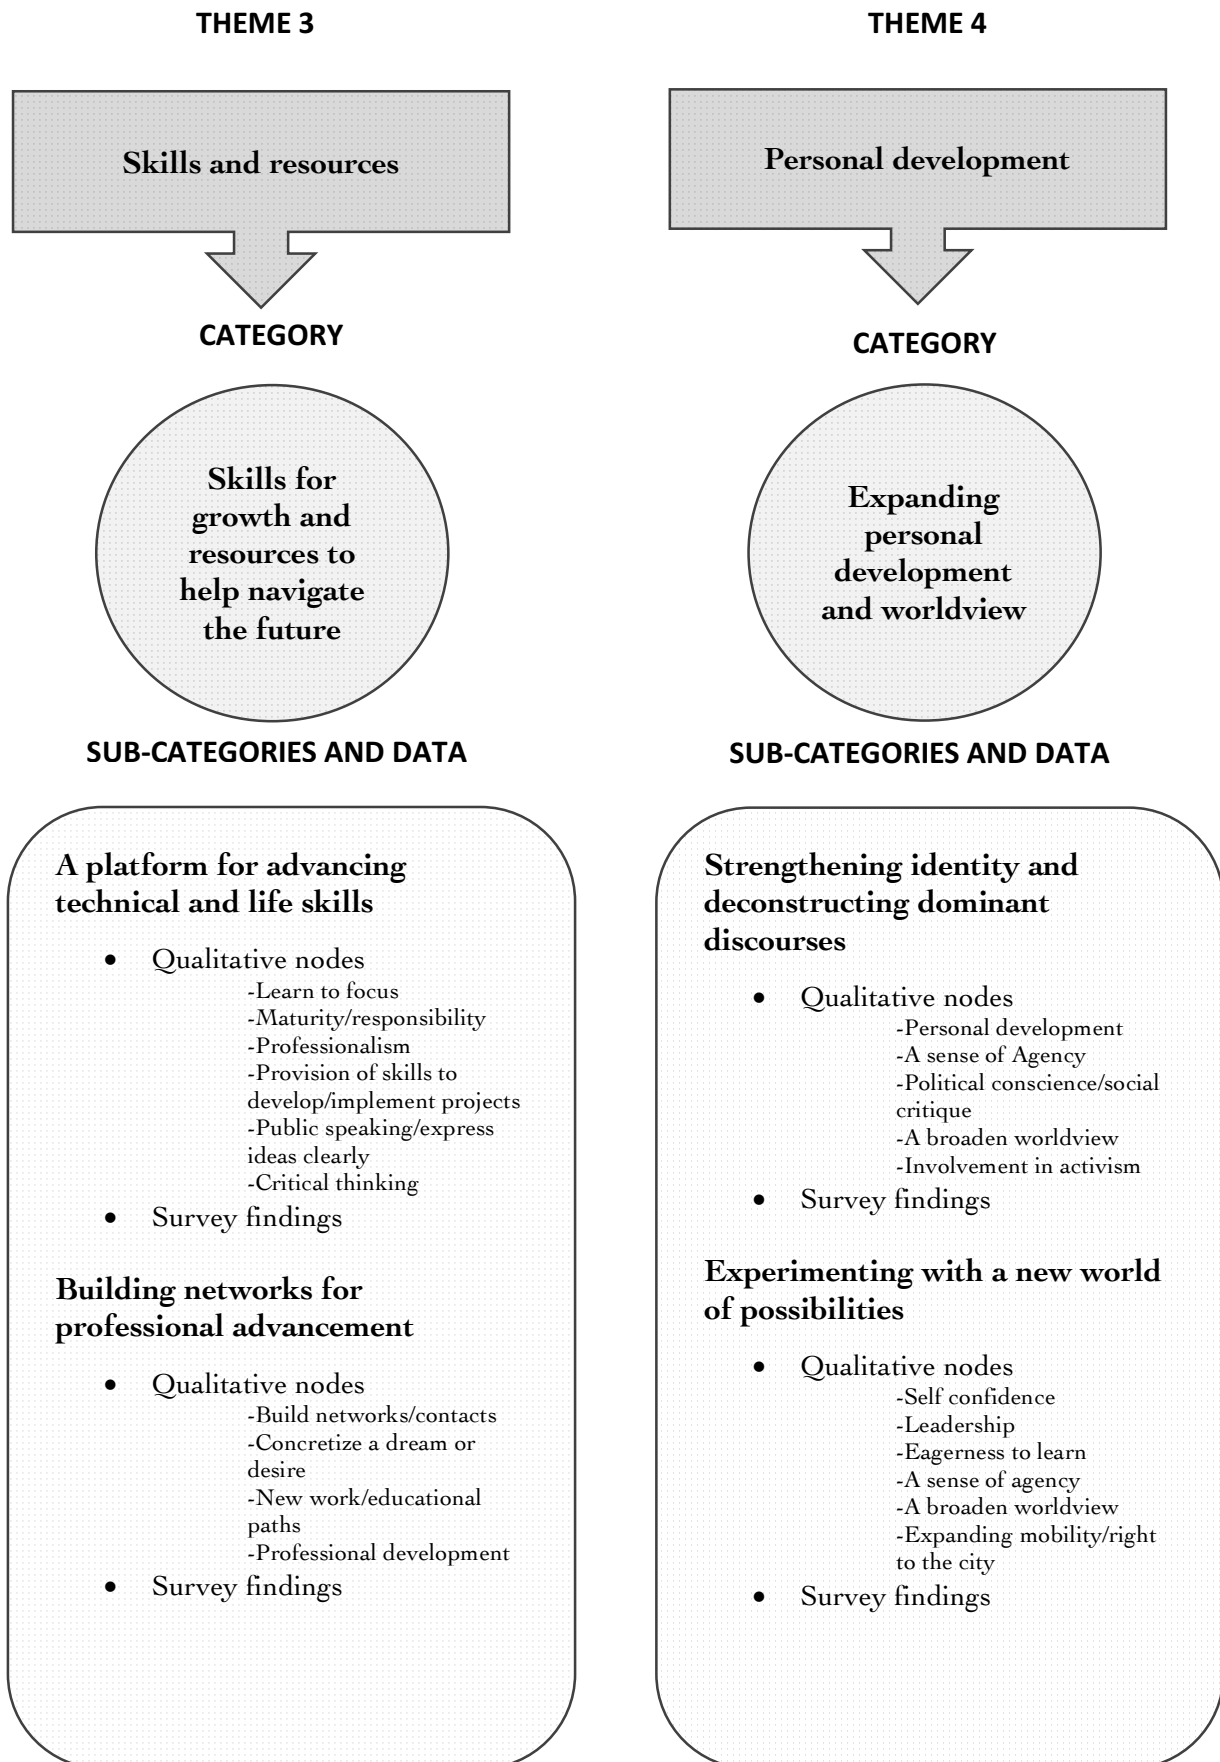 THEME 3
Skills and resources
CATEGORY
Skills for
growth and
resources to
help navigate
the future
SUB-CATEGORIES AND DATA
A platform for advancing
technical and life skills
• Qualitative nodes
-Learn to focus
-Maturity/responsibility
-Professionalism
-Provision of skills to
develop/implement projects
-Public speaking/express
ideas clearly
-Critical thinking
• Survey findings
Building networks for
professional advancement
• Qualitative nodes
-Build networks/contacts
-Concretize a dream or
desire
-New work/educational
paths
-Professional development
• Survey findings
THEME 4
Personal development
CATEGORY
Expanding
personal
development
and worldview
SUB-CATEGORIES AND DATA
Strengthening identity and
deconstructing dominant
discourses
• Qualitative nodes
-Personal development
-A sense of Agency
-Political conscience/social
critique
-A broaden worldview
-Involvement in activism
• Survey findings
Experimenting with a new world
of possibilities
• Qualitative nodes
-Self confidence
-Leadership
-Eagerness to learn
-A sense of agency
-A broaden worldview
-Expanding mobility/right
to the city
• Survey findings